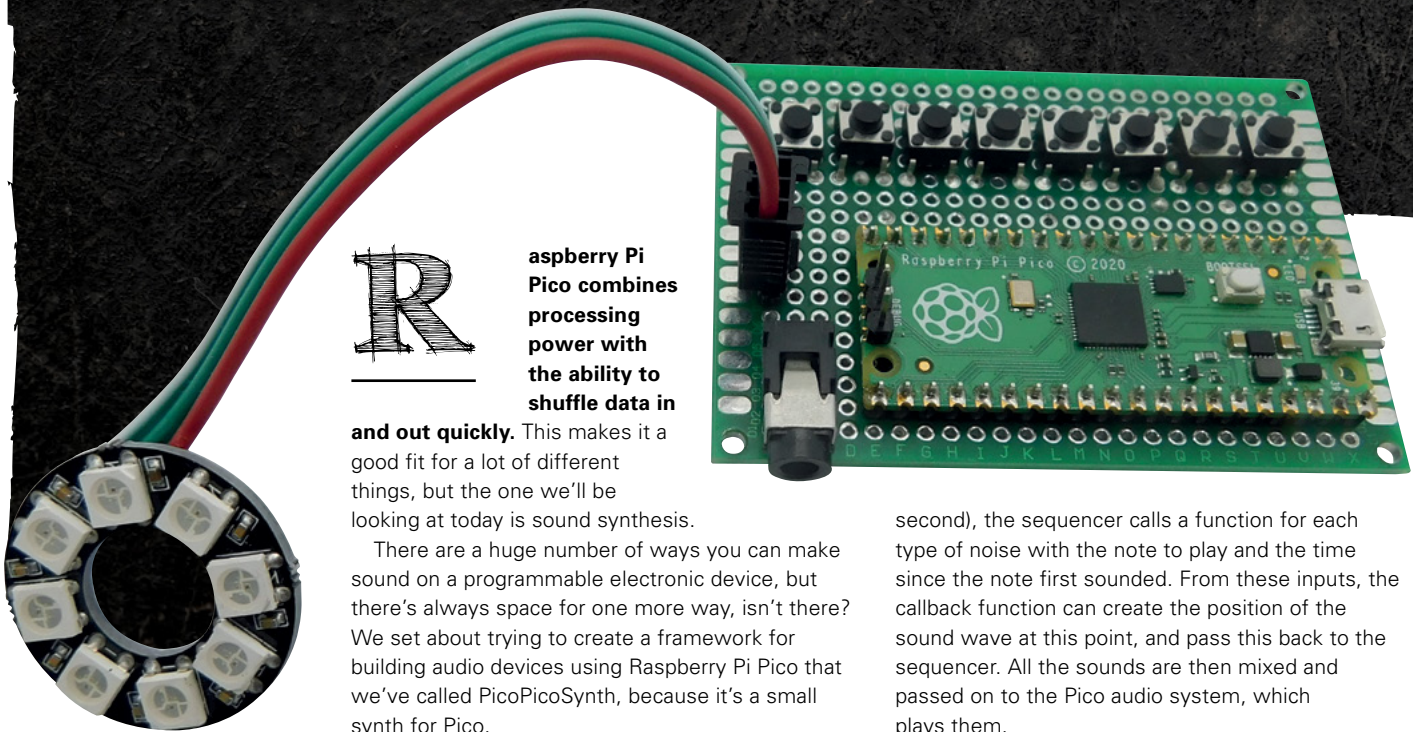 Raspberry Pi Pico © 2020
BOOTSEL
USB
DEBUG
D E F G H I J K L M N O P Q R S T U V W X
Raspberry Pi
Pico combines
processing
power with
the ability to
shuffle data in
and out quickly. This makes it a
good fit for a lot of different
things, but the one we'll be
looking at today is sound synthesis.
There are a huge number of ways you can make
sound on a programmable electronic device, but
there's always space for one more way, isn't there?
We set about trying to create a framework for
building audio devices using Raspberry Pi Pico that
we've called PicoPicoSynth, because it's a small
synth for Pico.
second), the sequencer calls a function for each
type of noise with the note to play and the time
since the note first sounded. From these inputs, the
callback function can create the position of the
sound wave at this point, and pass this back to the
sequencer. All the sounds are then mixed and
passed on to the Pico audio system, which
plays them.